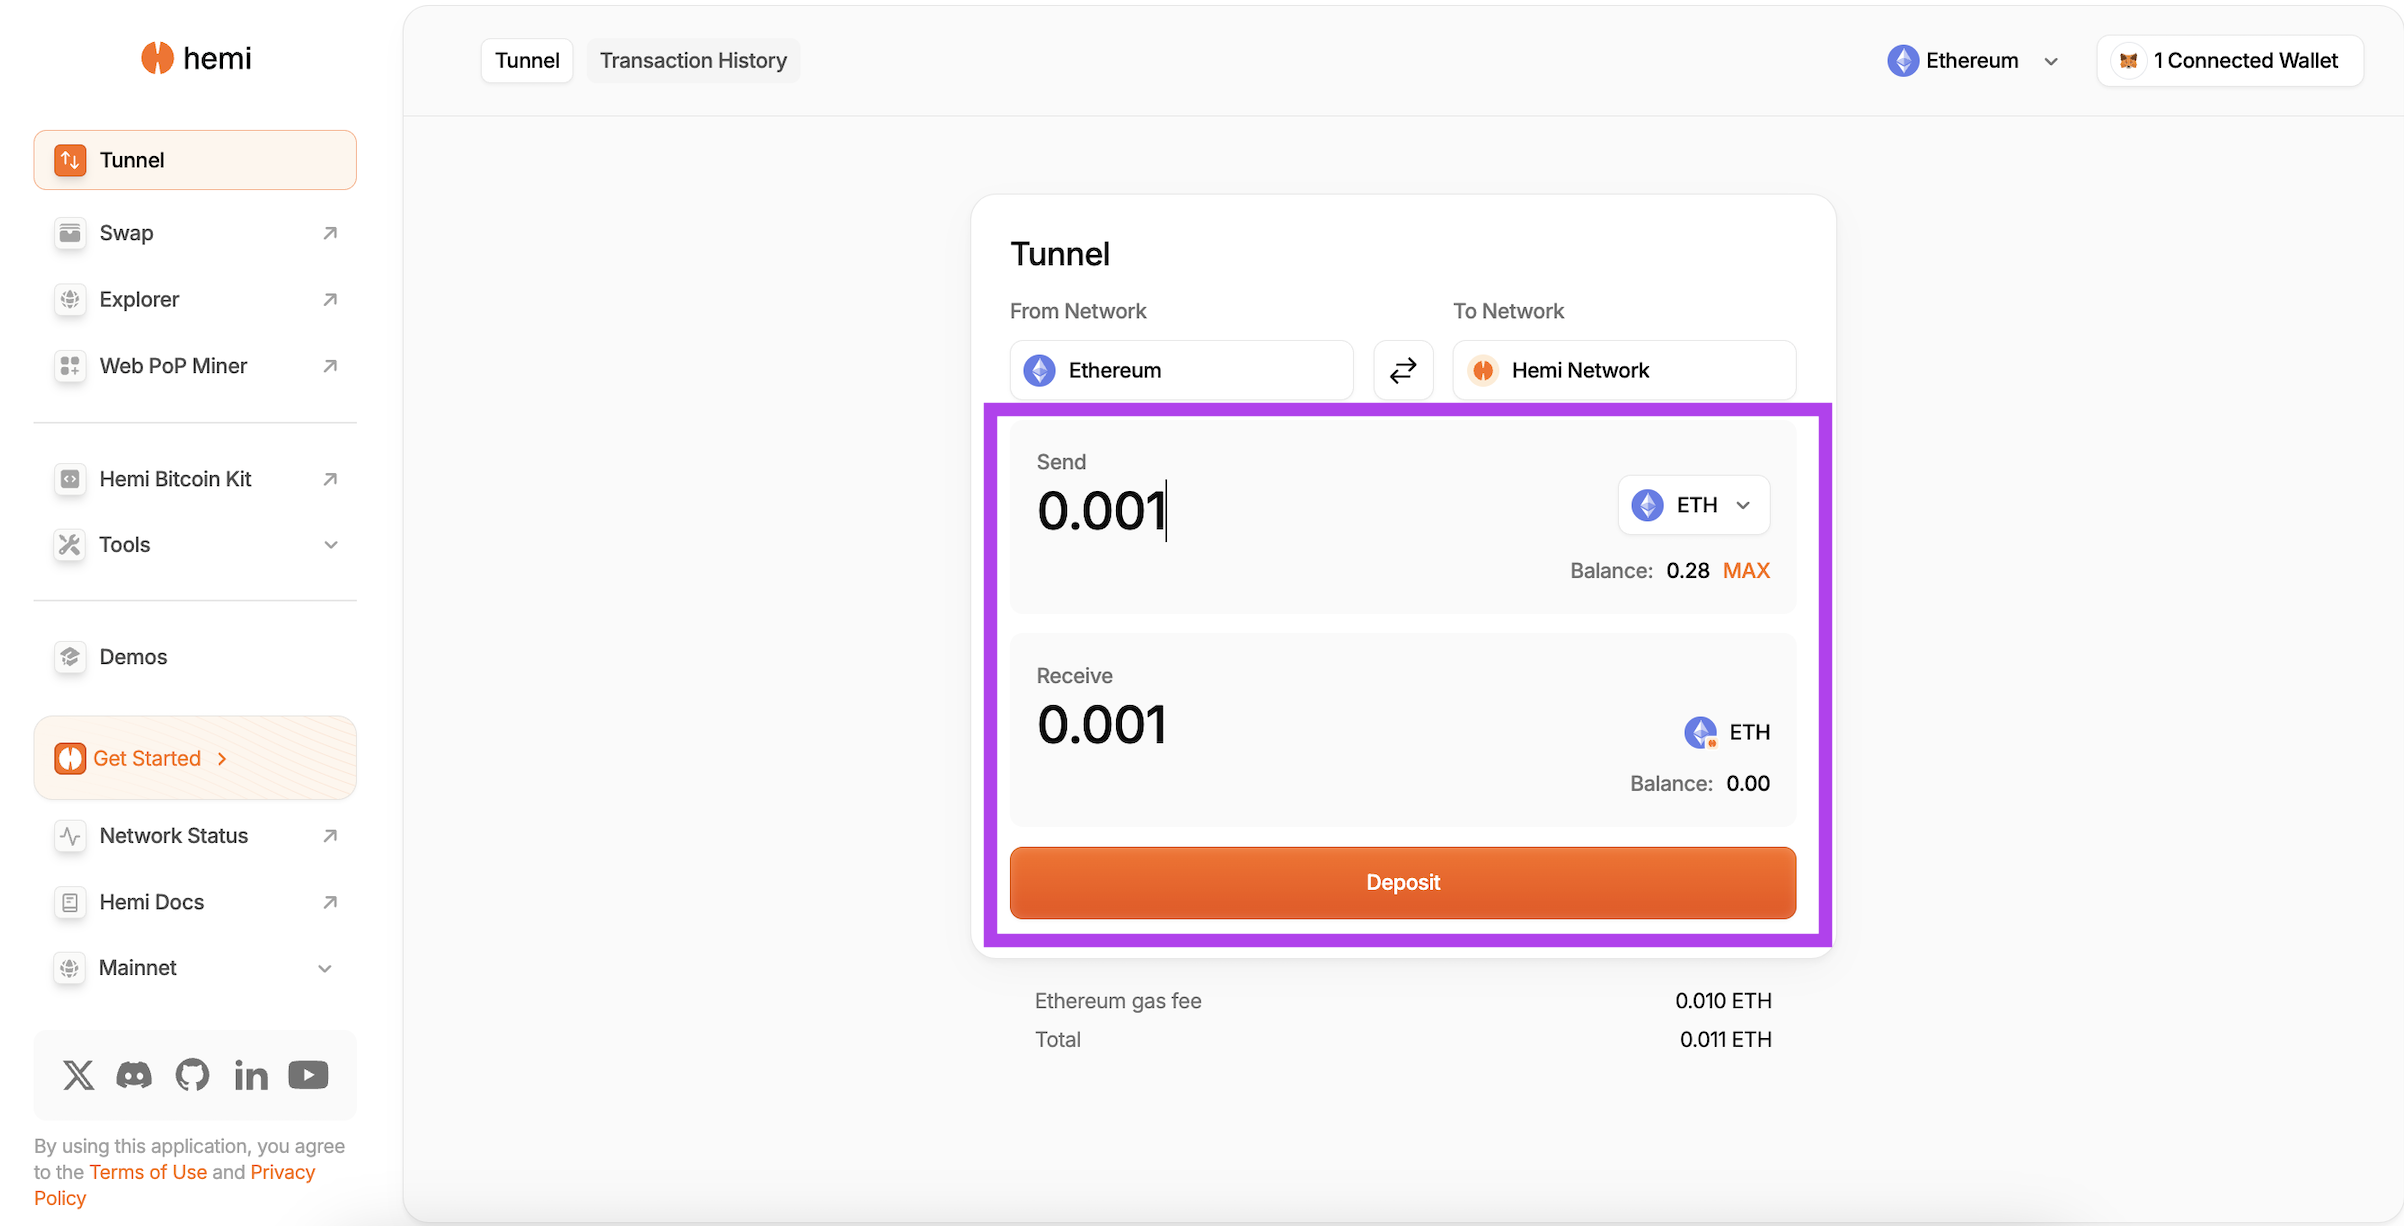 hemi
Tunnel
Swap
Explorer
Web PoP Miner
Hemi Bitcoin Kit
Tools
Demos
Get Started
Network Status
Hemi Docs
Mainnet
By using this application, you agree
to the Terms of Use and Privacy
Policy
Tunnel
Transaction History
Ethereum
1 Connected Wallet
Tunnel
From Network
To Network
Ethereum
Hemi Network
Send
0.001
ETH
Balance: 0.28 MAX
Receive
0.001
ETH
Balance: 0.00
Deposit
Ethereum gas fee 0.010 ETH
Total 0.011 ETH